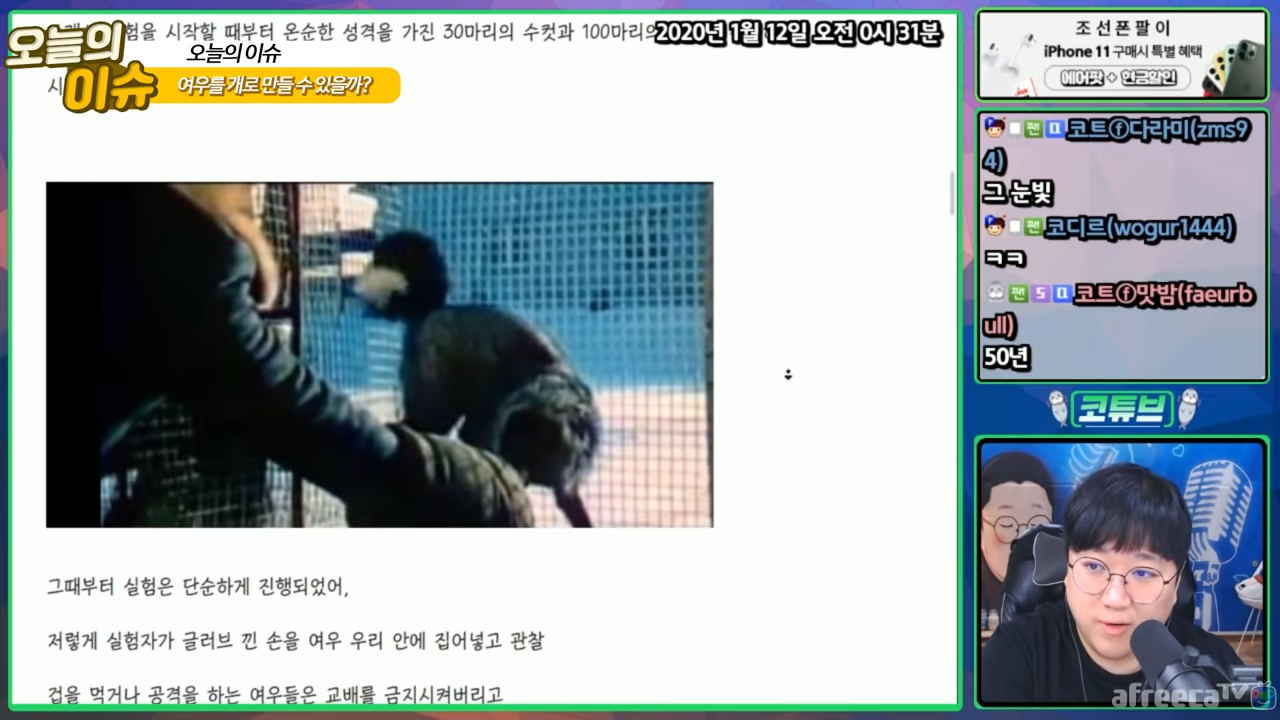 험을 시작할 때부터 온순한 성격을 가진 30마리의 수컷과 100마리의
2020년 1월 12일 오전 0시 31분
오늘의 이슈
오늘의 이슈
여우를 개로 만들 수 있을까?
시
그때부터 실험은 단순하게 진행되었어,
저렇게 실험자가 글러브 낀 손을 여우 우리 안에 집어넣고 관찰
겁을 먹거나 공격을 하는 여우들은 교배를 금지시켜버리고
조선폰팔이
iPhone 11 구매시 특별 혜택
에어팟 + 현금할인
팬 코트ⓕ다라미(zms9
4)
그 눈빛
팬 코디르(wogur1444)
ㅋㅋ
팬 S 코트ⓕ맛밤(faeurb
ull)
50년
코튜브
afreecaTV